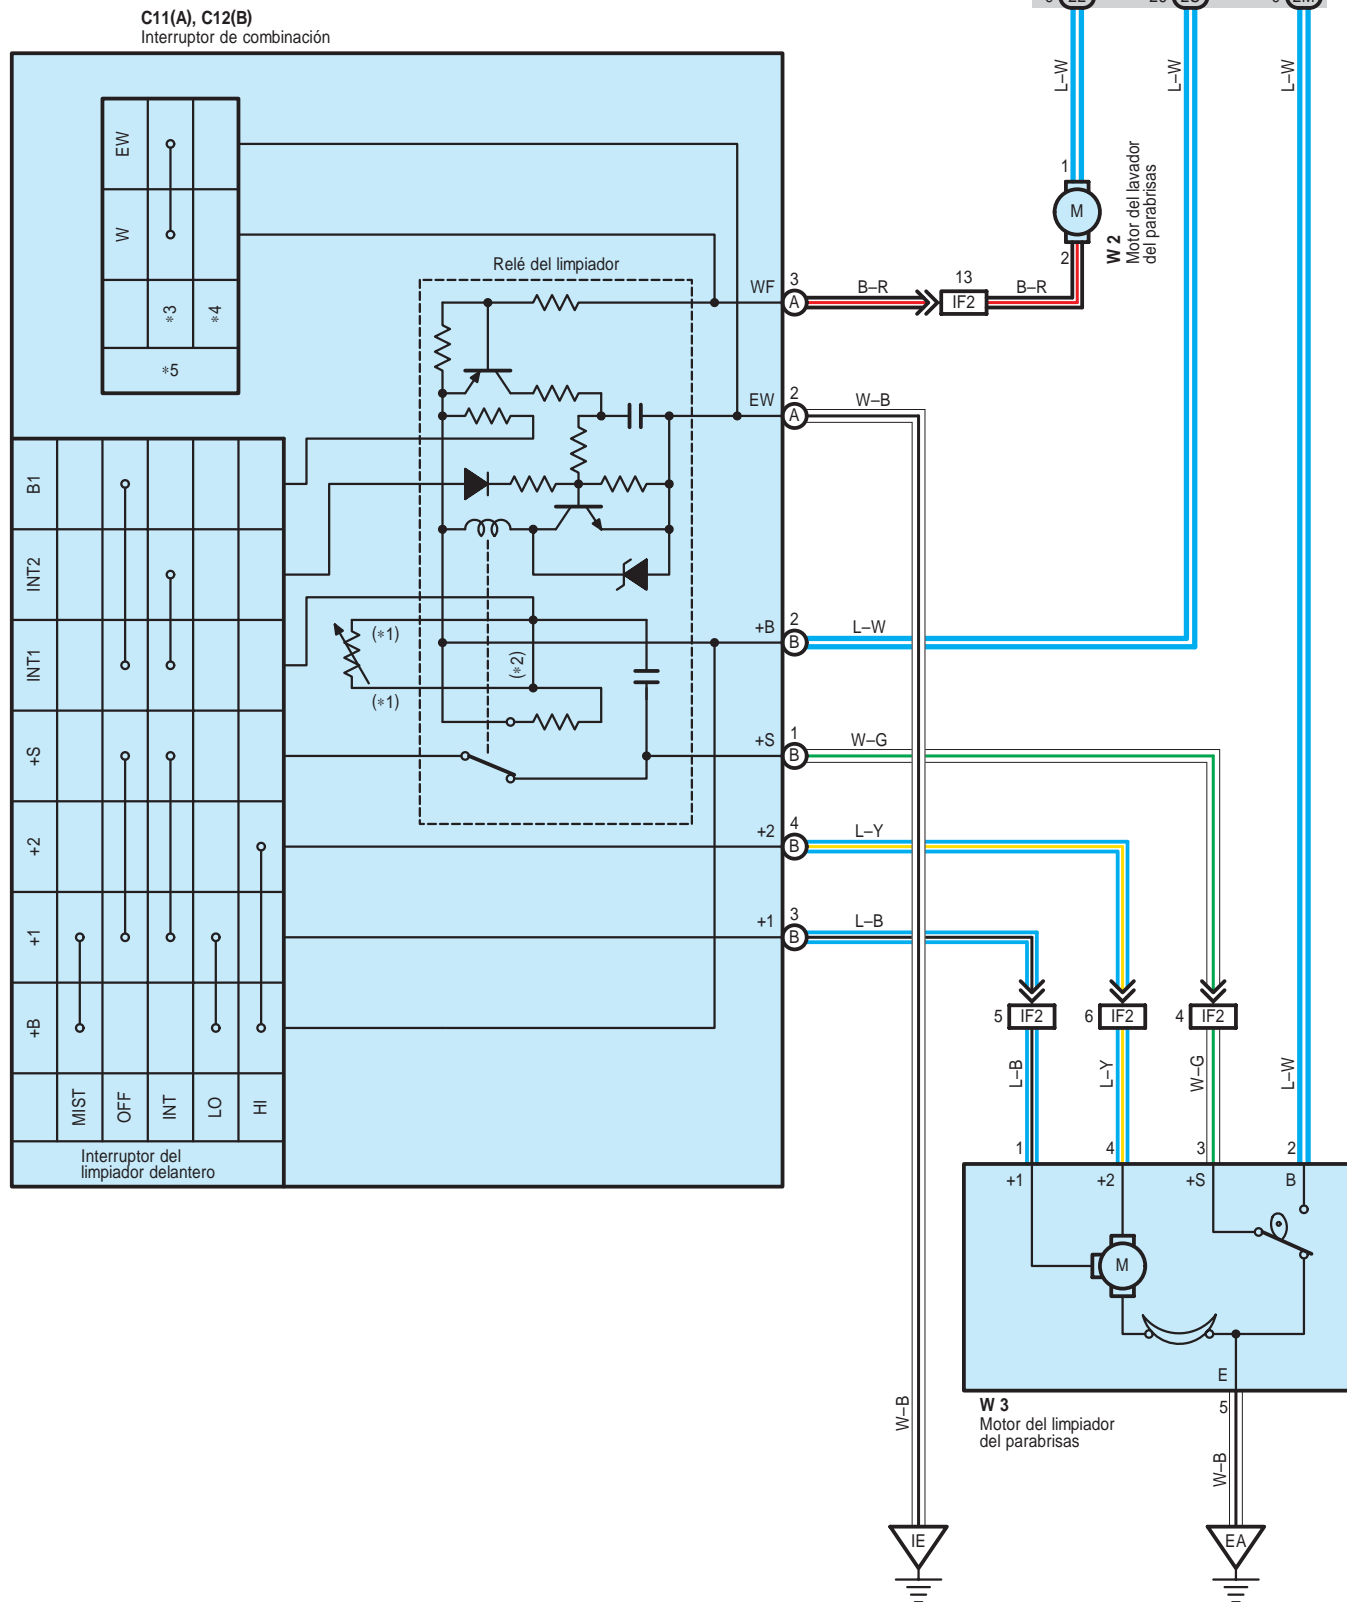 C11(A), C12(B)
Interruptor de combinación
L–W
L–W
L–W
EW
W
*3
*4
*5
1
M
2
W 2
Motor del lavador
del parabrisas
Relé del limpiador
WF
3
A
B–R
13
IF2
B–R
EW
2
A
W–B
B1
INT2
INT1
+S
+2
+1
+B
MIST
OFF
INT
LO
HI
Interruptor del
limpiador delantero
(*1)
(*1)
(*2)
+B
2
B
L–W
+S
1
B
W–G
+2
4
B
L–Y
+1
3
B
L–B
5
IF2
6
IF2
4
IF2
L–B
L–Y
W–G
L–W
1
4
3
2
+1
+2
+S
B
M
E
5
W 3
Motor del limpiador
del parabrisas
W–B
W–B
IE
EA